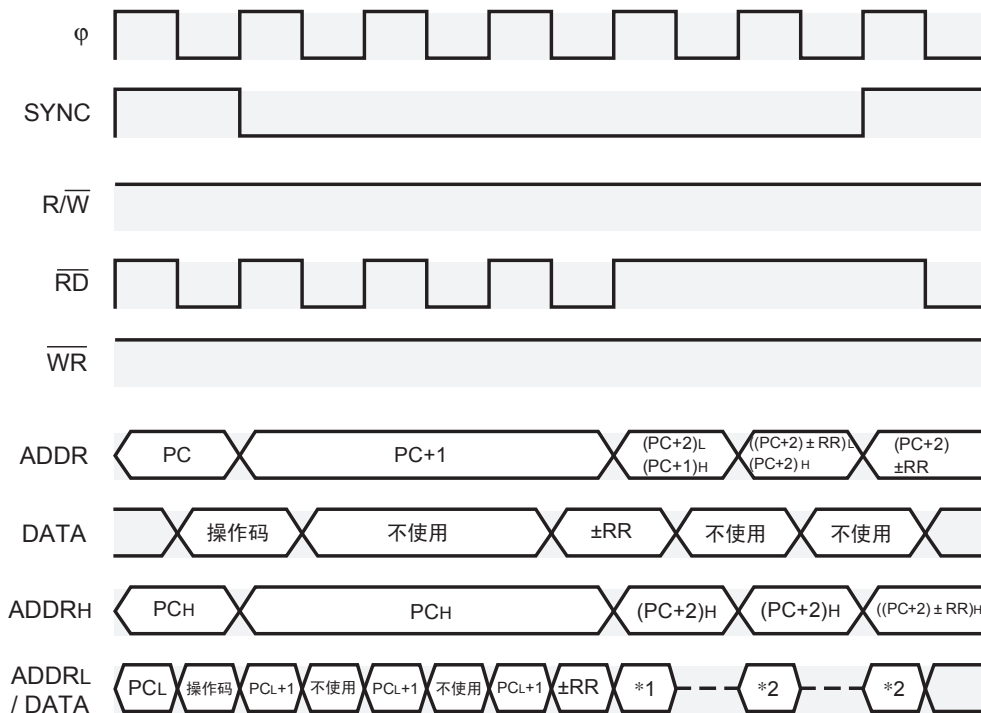 φ
SYNC
R/W̅
R̅D̅
W̅R̅
ADDR
PC
PC+1
(PC+2)L
(PC+1)H
((PC+2) ± RR)L
(PC+2) H
(PC+2)
±RR
DATA
操作码
不使用
±RR
不使用
不使用
ADDRH
PCH
PCH
(PC+2)H
(PC+2)H
((PC+2) ± RR)H
ADDRL
/ DATA
PCL
操作码
PCL+1
不使用
PCL+1
不使用
PCL+1
±RR
*1
*2
*2